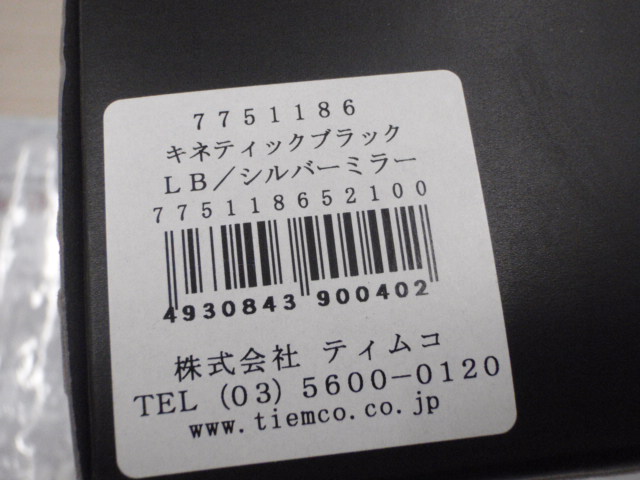 7751186
キネティックブラック
LB／シルバーミラー
775118652100
4930843 900402
株式会社 ティムコ
TEL (03) 5600-0120
www.tiemco.co.jp